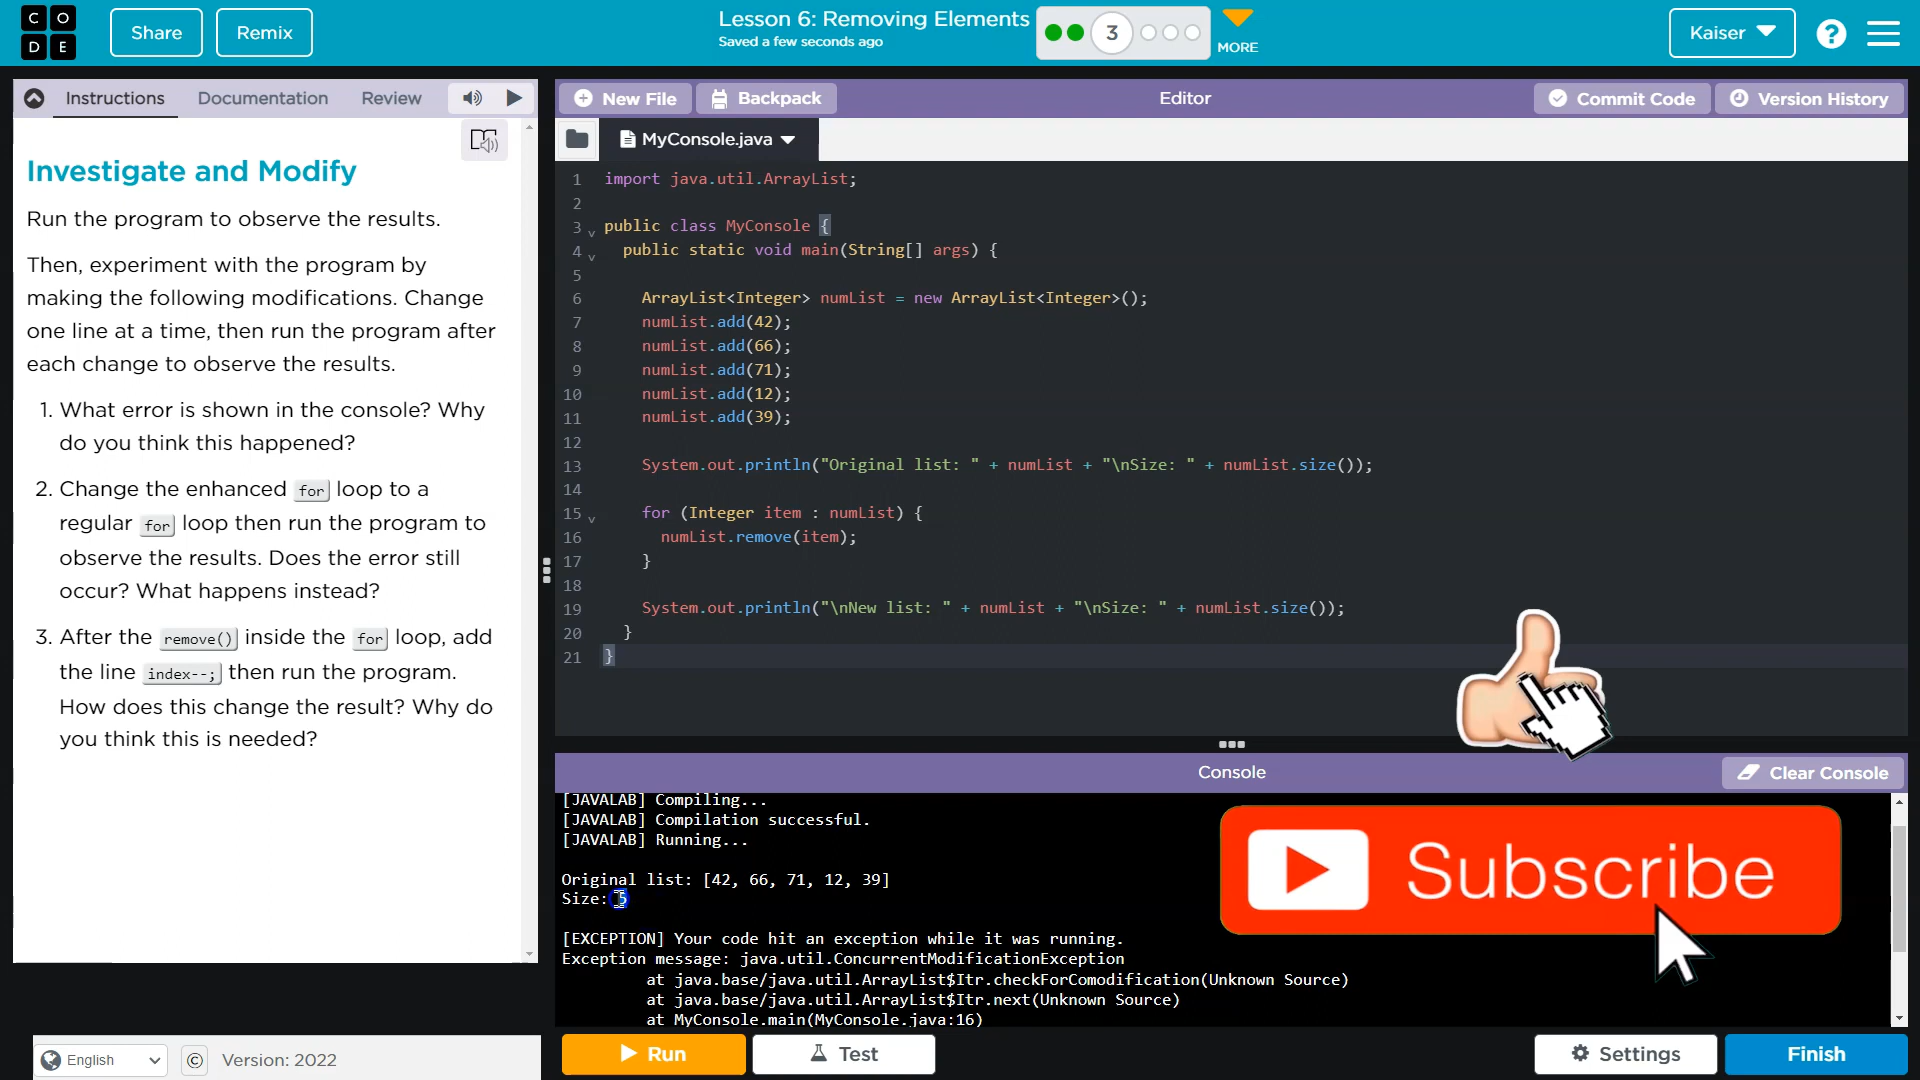 C O
D E
Share
Remix
Lesson 6: Removing Elements
Saved a few seconds ago
3
MORE
Kaiser
?
Instructions
Documentation
Review
New File
Backpack
Editor
Commit Code
Version History
MyConsole.java
Investigate and Modify
Run the program to observe the results.
Then, experiment with the program by
making the following modifications. Change
one line at a time, then run the program after
each change to observe the results.
1. What error is shown in the console? Why
do you think this happened?
2. Change the enhanced for loop to a
regular for loop then run the program to
observe the results. Does the error still
occur? What happens instead?
3. After the remove() inside the for loop, add
the line index--; then run the program.
How does this change the result? Why do
you think this is needed?
1 import java.util.ArrayList;
2
3 public class MyConsole {
4 public static void main(String[] args) {
5
6 ArrayList<Integer> numList = new ArrayList<Integer>();
7 numList.add(42);
8 numList.add(66);
9 numList.add(71);
10 numList.add(12);
11 numList.add(39);
12
13 System.out.println("Original list: " + numList + "\nSize: " + numList.size());
14
15 for (Integer item : numList) {
16 numList.remove(item);
17 }
18
19 System.out.println("\nNew list: " + numList + "\nSize: " + numList.size());
20 }
21 }
Console
Clear Console
[JAVALAB] Compiling...
[JAVALAB] Compilation successful.
[JAVALAB] Running...
Original list: [42, 66, 71, 12, 39]
Size: 5
[EXCEPTION] Your code hit an exception while it was running.
Exception message: java.util.ConcurrentModificationException
at java.base/java.util.ArrayList$Itr.checkForComodification(Unknown Source)
at java.base/java.util.ArrayList$Itr.next(Unknown Source)
at MyConsole.main(MyConsole.java:16)
Subscribe
English
©
Version: 2022
Run
Test
Settings
Finish